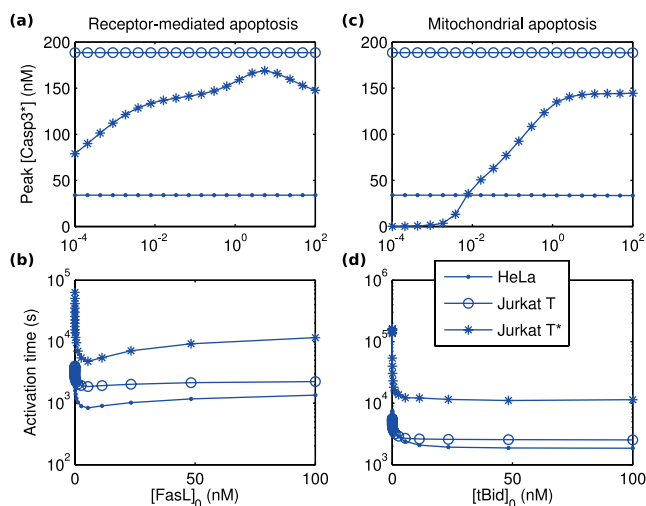 (a) Receptor-mediated apoptosis
(c) Mitochondrial apoptosis
Peak [Casp3*] (nM)
200
150
100
50
0
10^-4 10^-2 10^0 10^2
200
150
100
50
0
10^-4 10^-2 10^0 10^2
(b)
Activation time (s)
10^5
10^4
10^3
10^2
0 50 100
[FasL]_0 (nM)
(d)
10^6
10^5
10^4
10^3
0 50 100
[tBid]_0 (nM)
HeLa
Jurkat T
Jurkat T*